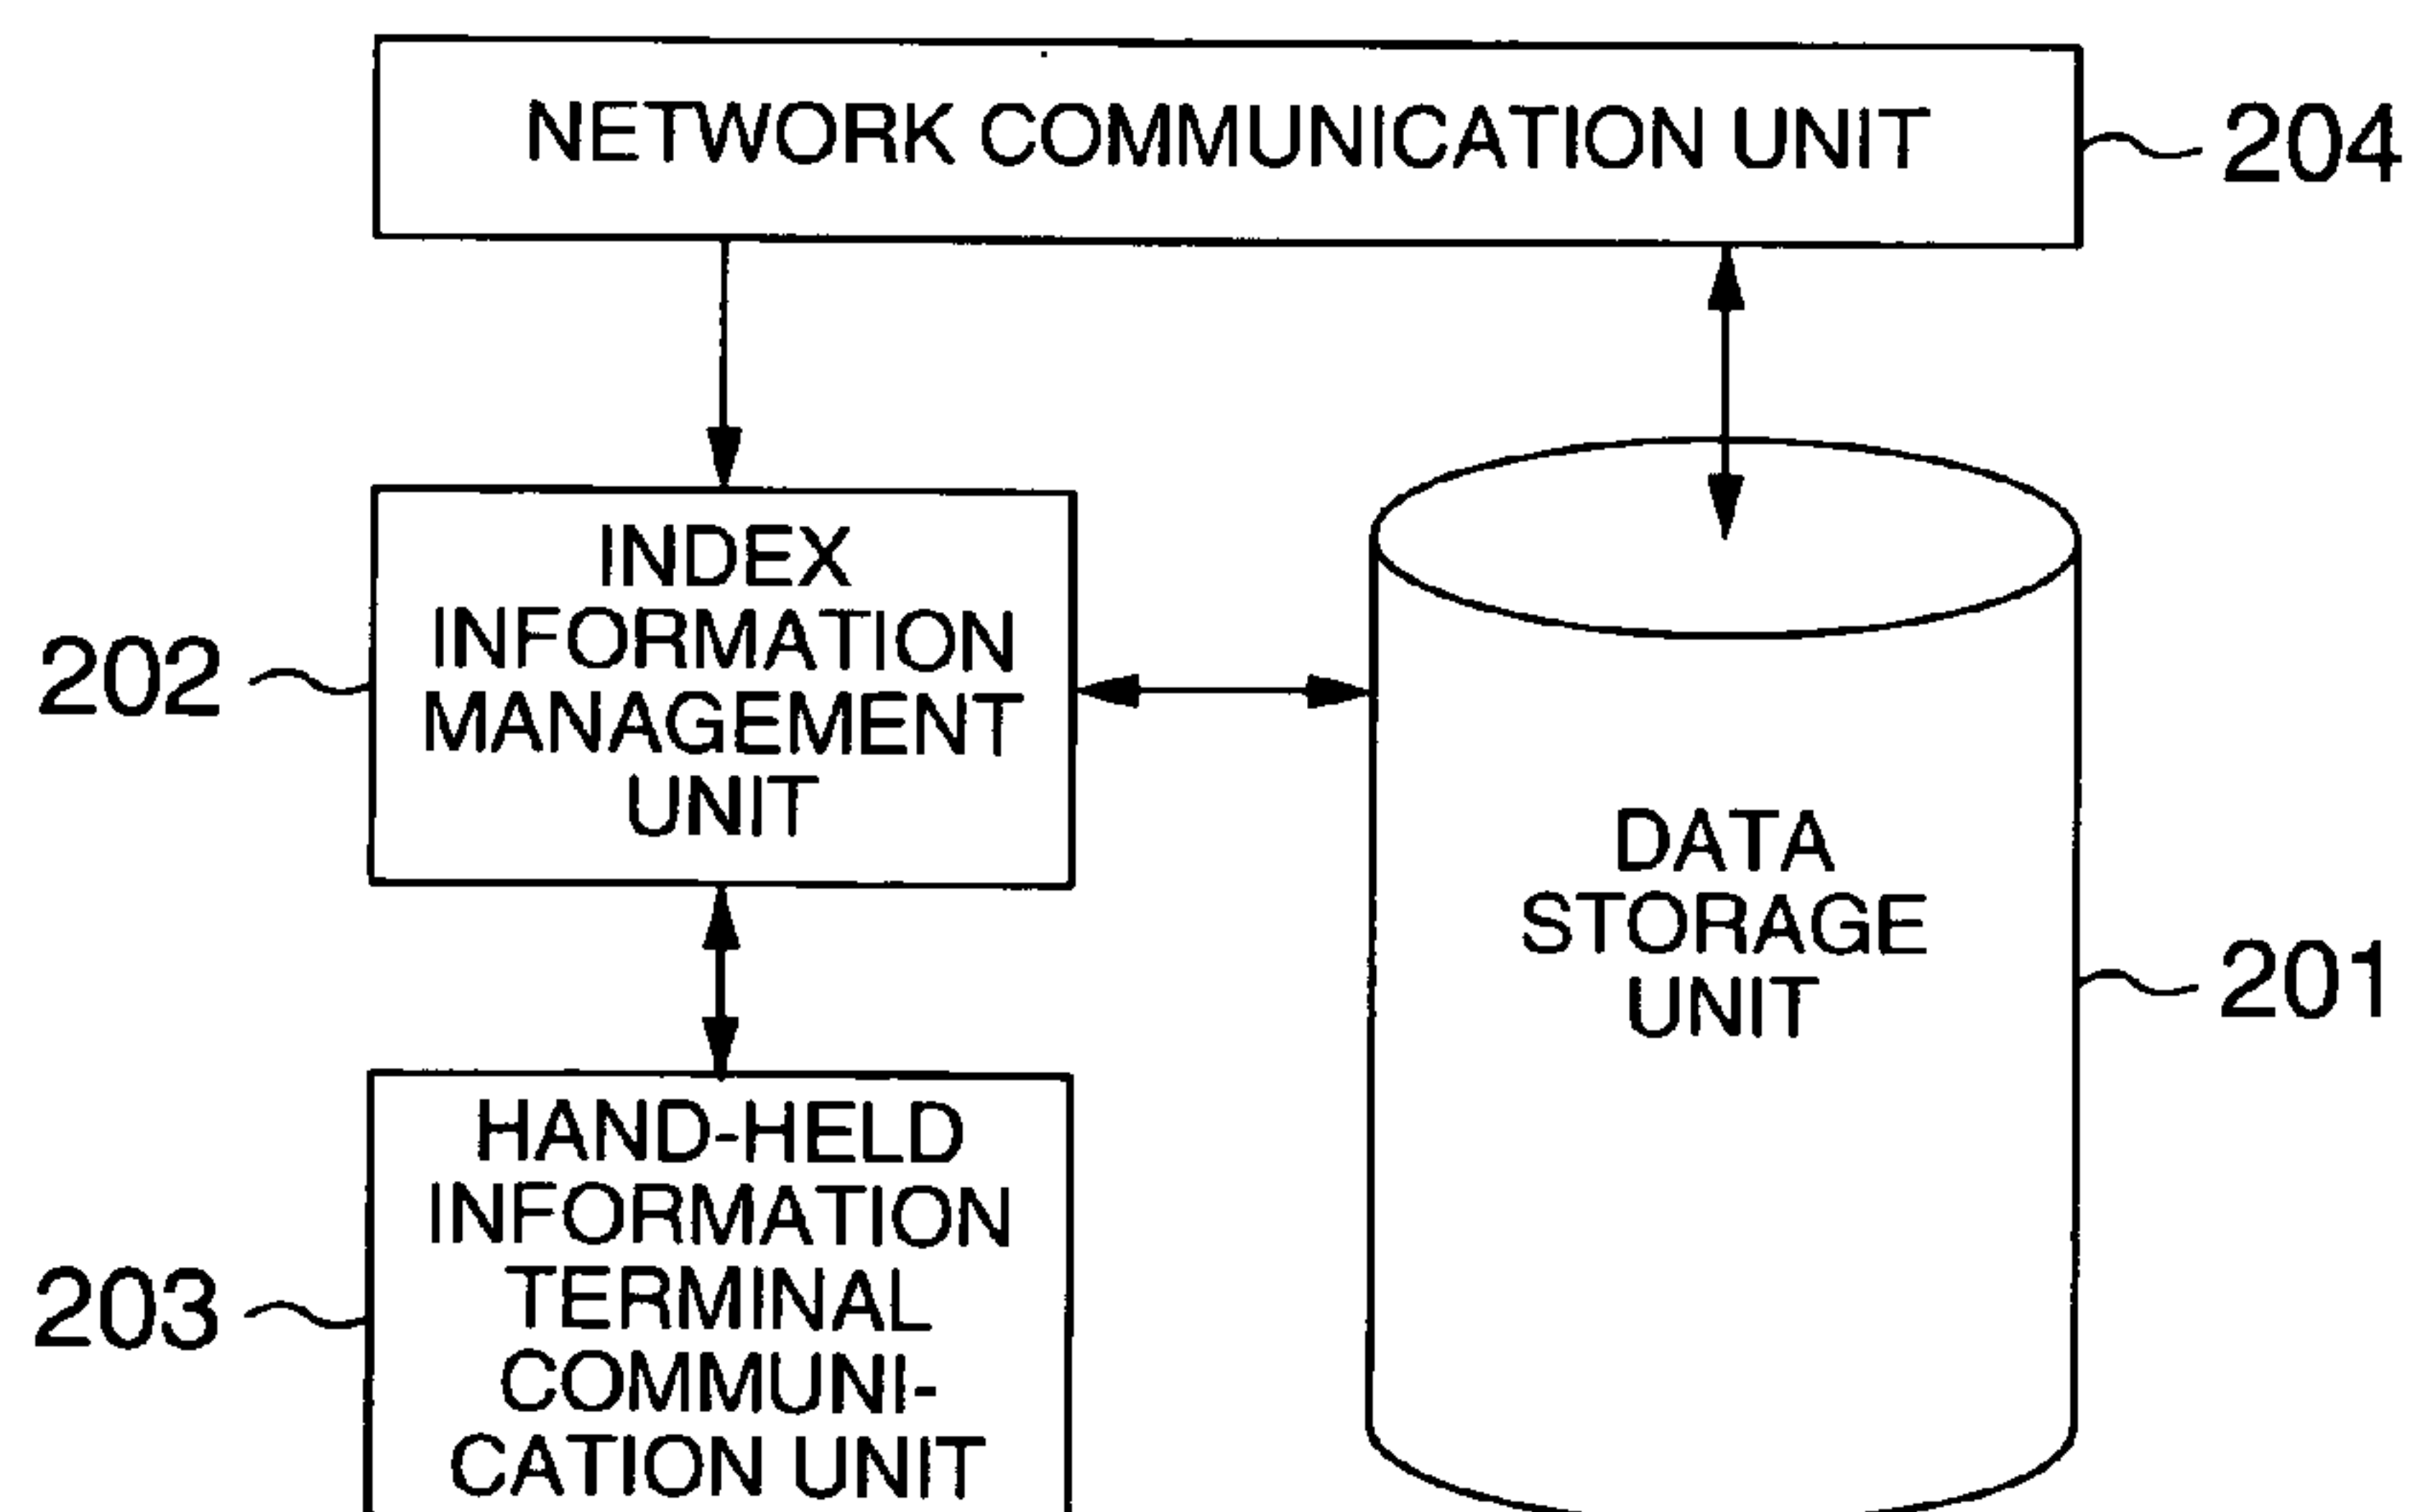 NETWORK COMMUNICATION UNIT
204
INDEX
INFORMATION
MANAGEMENT
UNIT
202
DATA
STORAGE
UNIT
201
HAND-HELD
INFORMATION
TERMINAL
COMMUNI-
CATION UNIT
203